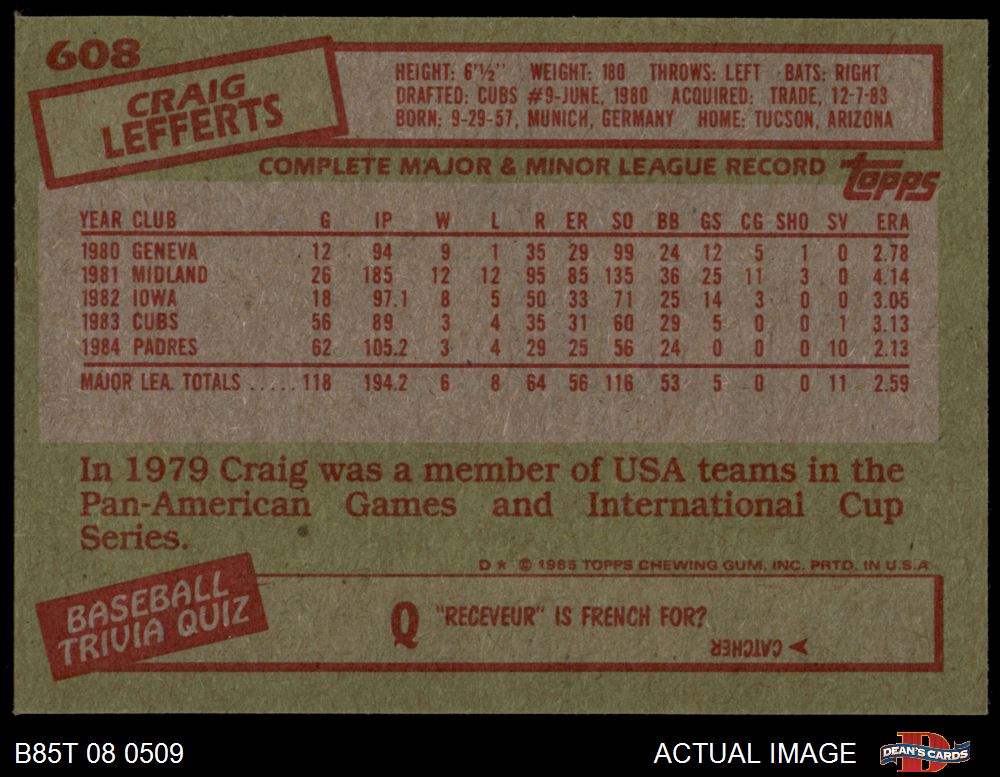 608
CRAIG
LEFFERTS
HEIGHT: 6'½" WEIGHT: 180 THROWS: LEFT BATS: RIGHT
DRAFTED: CUBS #9-JUNE, 1980 ACQUIRED: TRADE, 12-7-83
BORN: 9-29-57, MUNICH, GERMANY HOME: TUCSON, ARIZONA
COMPLETE MAJOR & MINOR LEAGUE RECORD
Topps
YEAR CLUB G IP W L R ER SO BB GS CG SHO SV ERA
1980 GENEVA 12 94 9 1 35 29 99 24 12 5 1 0 2.78
1981 MIDLAND 26 185 12 12 95 85 135 36 25 11 3 0 4.14
1982 IOWA 18 97.1 8 5 50 33 71 25 14 3 0 0 3.05
1983 CUBS 56 89 3 4 35 31 60 29 5 0 0 1 3.13
1984 PADRES 62 105.2 3 4 29 25 56 24 0 0 0 10 2.13
MAJOR LEA. TOTALS ..... 118 194.2 6 8 64 56 116 53 5 0 0 11 2.59
In 1979 Craig was a member of USA teams in the
Pan-American Games and International Cup
Series.
D* © 1985 TOPPS CHEWING GUM, INC. PRTD. IN U.S.A.
BASEBALL
TRIVIA QUIZ
Q "RECEVEUR" IS FRENCH FOR?
CATCHER
B85T 08 0509
ACTUAL IMAGE
D
DEAN'S CARDS